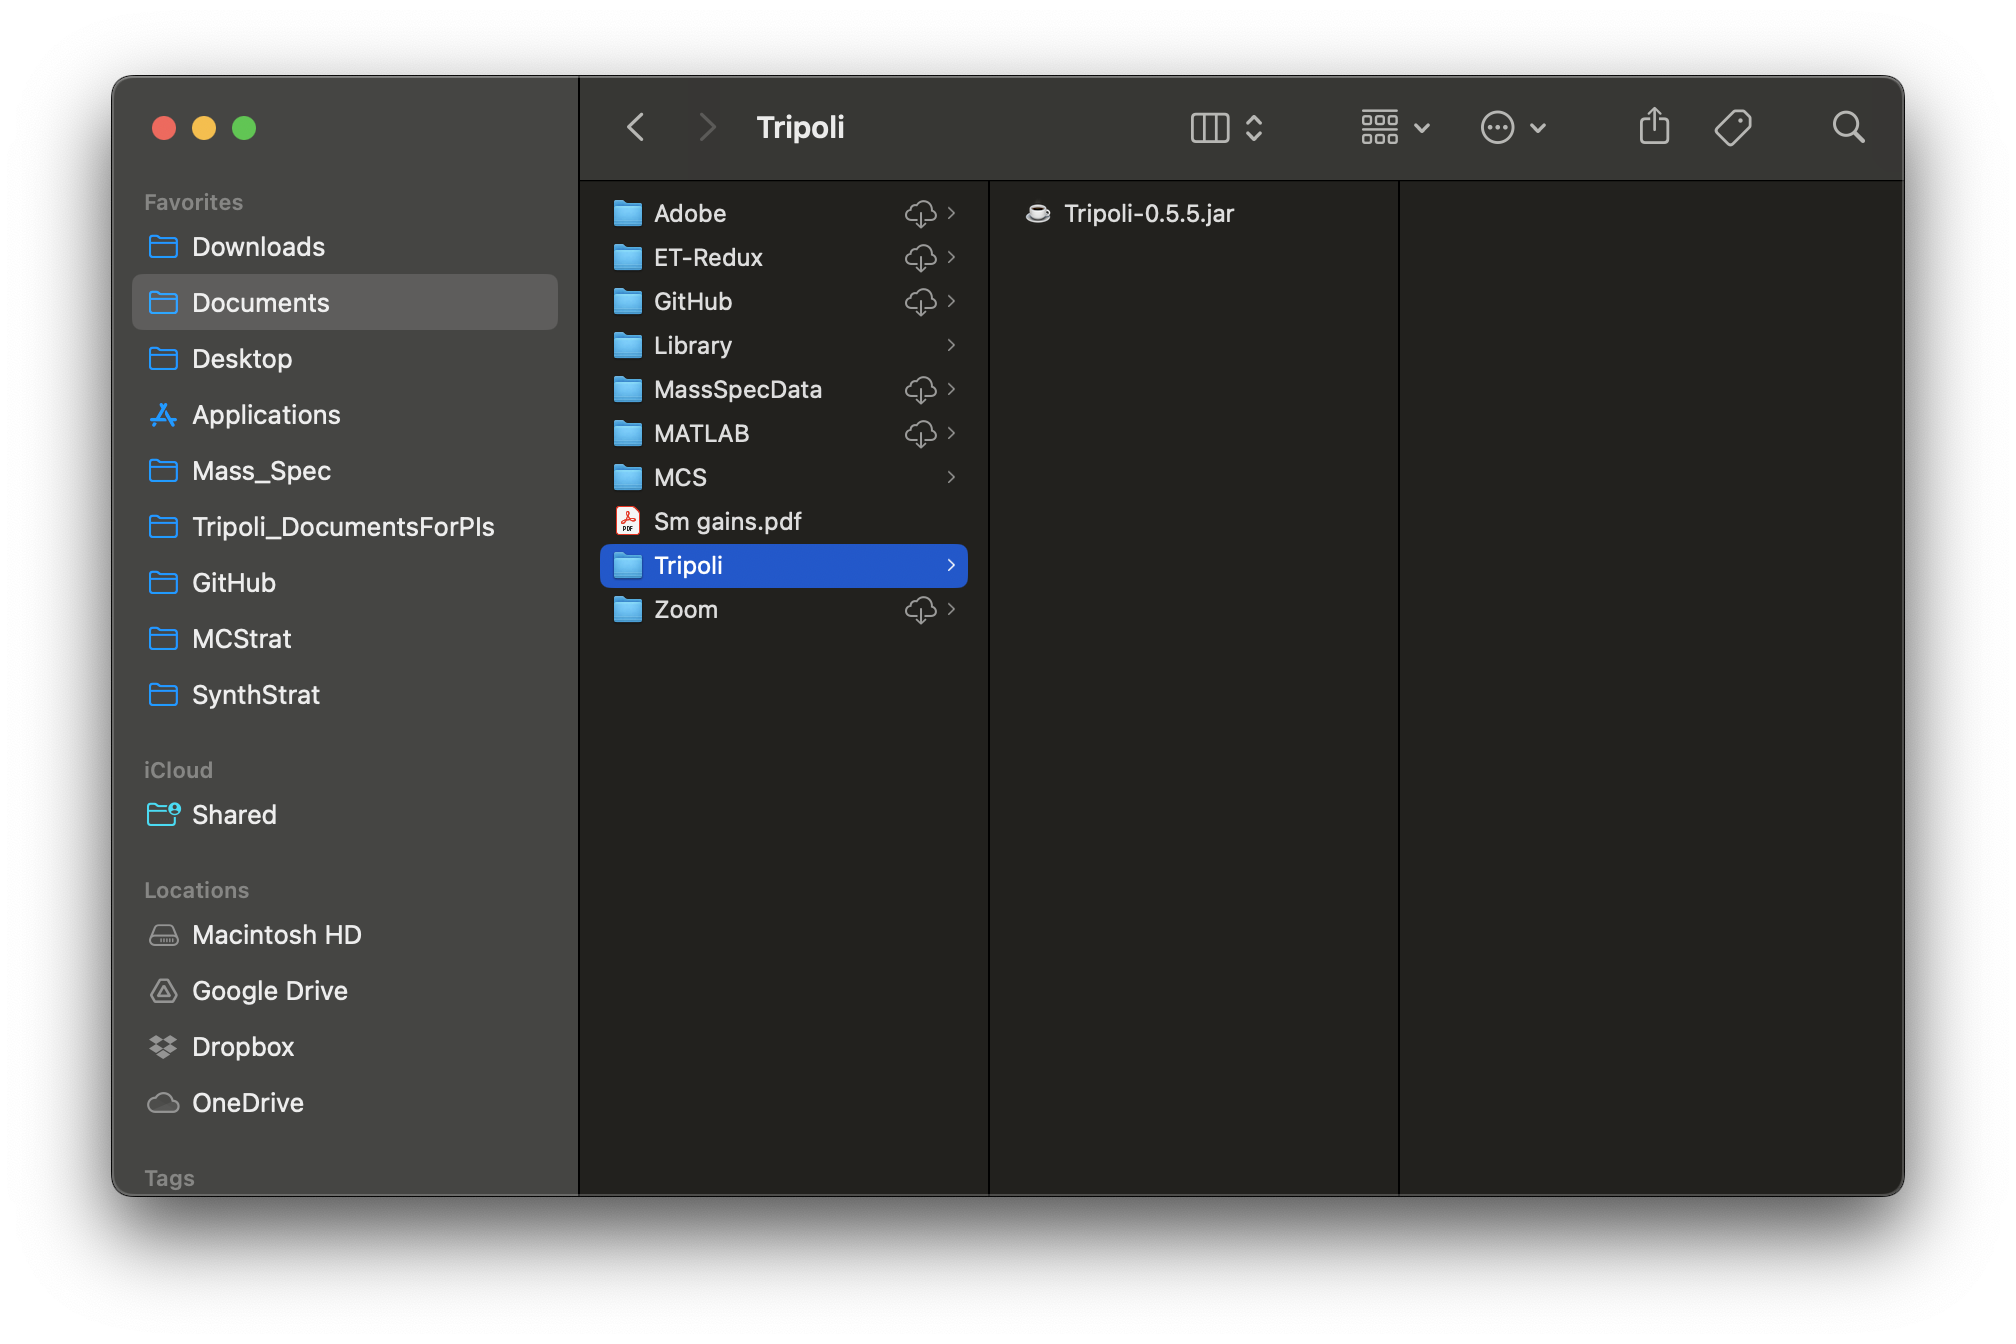 Favorites
Downloads
Documents
Desktop
Applications
Mass_Spec
Tripoli_DocumentsForPIs
GitHub
MCStrat
SynthStrat
iCloud
Shared
Locations
Macintosh HD
Google Drive
Dropbox
OneDrive
Tags
Tripoli
Adobe
ET-Redux
GitHub
Library
MassSpecData
MATLAB
MCS
PDF
Sm gains.pdf
Tripoli
Zoom
Tripoli-0.5.5.jar